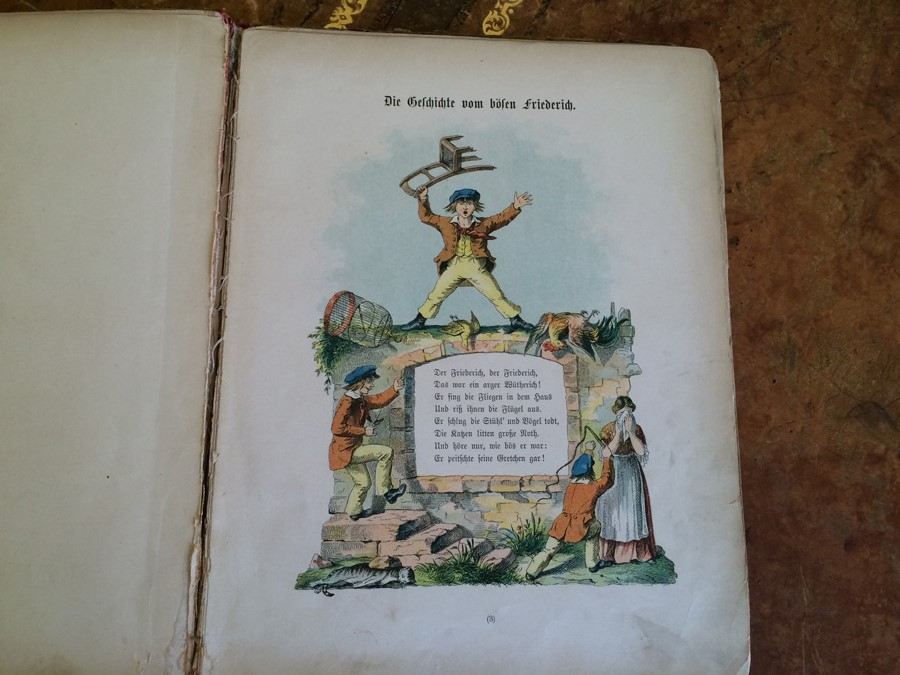 Die Geschichte vom bösen Friederich.
Der Friederich, der Friederich,
Das war ein arger Wütherich!
Er fing die Fliegen in dem Haus
Und riß ihnen die Flügel aus.
Er schlug die Stühl' und Vögel todt,
Die Katzen litten große Noth.
Und höre nur, wie bös er war:
Er peitschte seine Gretchen gar!
(3)